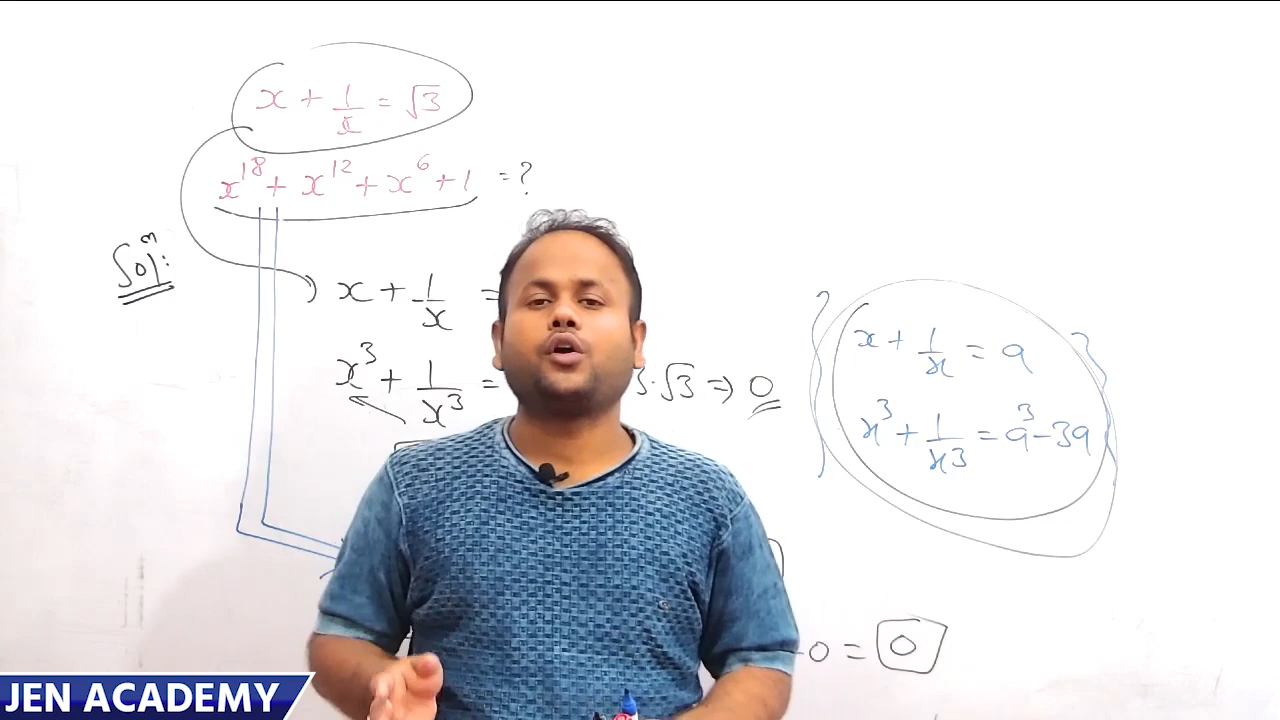 x + 1/x = √3
x^18 + x^12 + x^6 + 1 = ?
Sol^n:
x + 1/x =
x^3 + 1/x^3 = 3·√3 ⇒ 0
x + 1/x = a
x^3 + 1/x^3 = a^3 - 3a
0 = 0
JEN ACADEMY